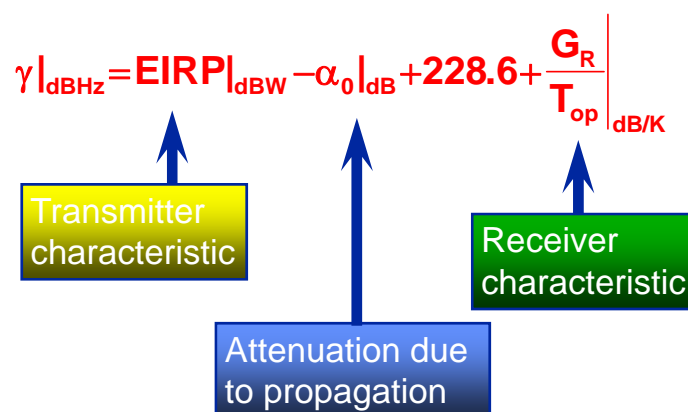 γ|dBHz = EIRP|dBW − α0|dB + 228.6 + GR/Top|dB/K
Transmitter
characteristic
Receiver
characteristic
Attenuation due
to propagation